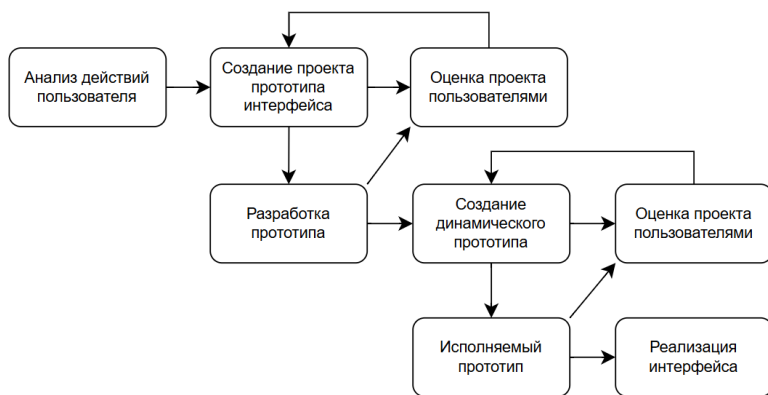 Анализ действий
пользователя
Создание проекта
прототипа
интерфейса
Оценка проекта
пользователями
Разработка
прототипа
Создание
динамического
прототипа
Оценка проекта
пользователями
Исполняемый
прототип
Реализация
интерфейса